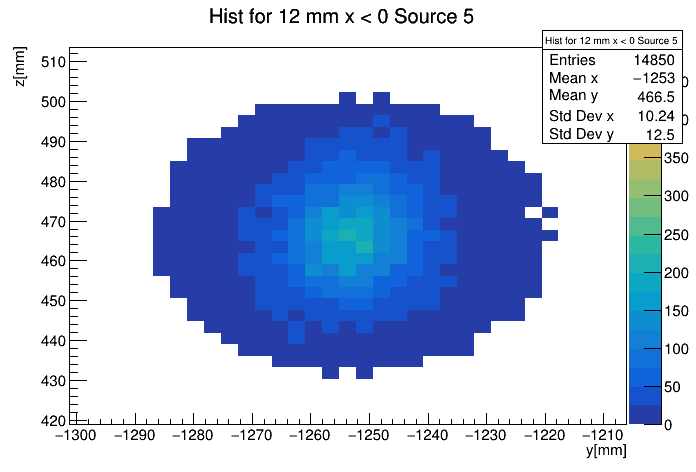 Hist for 12 mm x < 0 Source 5
z[mm]
Hist for 12 mm x < 0 Source 5
Entries 14850
Mean x −1253
Mean y 466.5
Std Dev x 10.24
Std Dev y 12.5
510
500
490
480
470
460
450
440
430
420
−1300 −1290 −1280 −1270 −1260 −1250 −1240 −1230 −1220 −1210
y[mm]
350
300
250
200
150
100
50
0